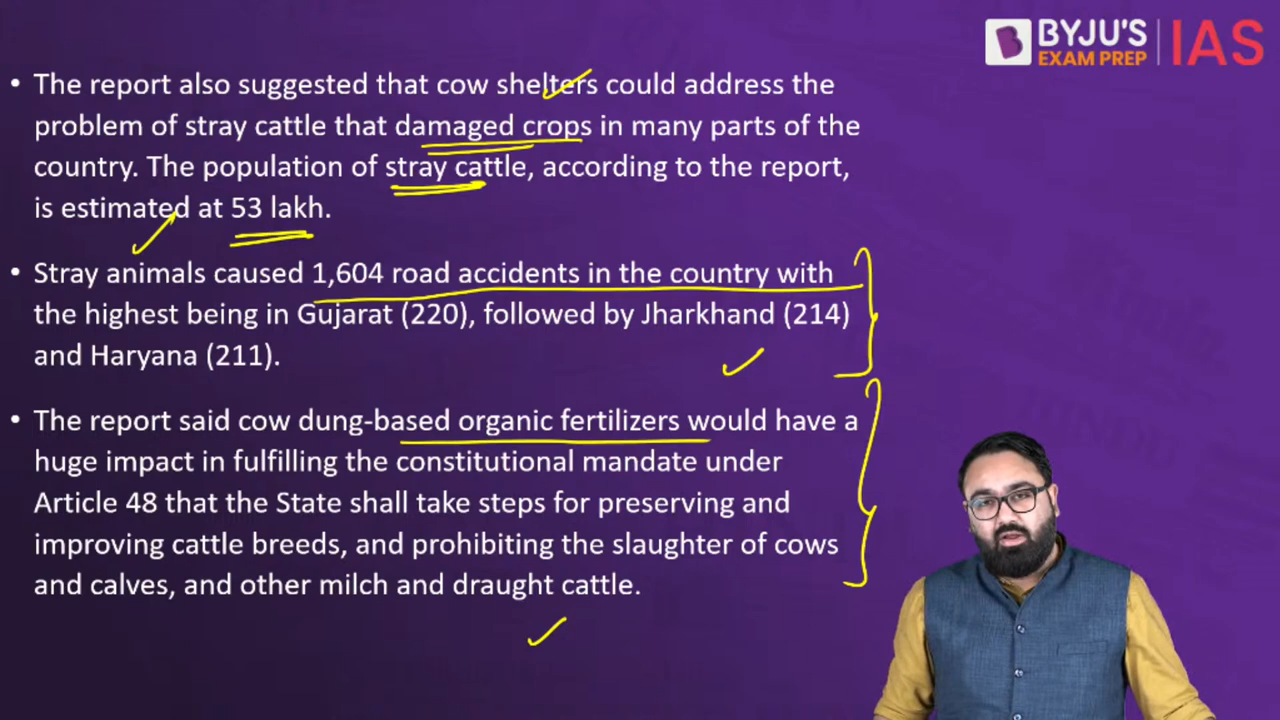 BYJU'S
EXAM PREP
IAS
• The report also suggested that cow shelters could address the
problem of stray cattle that damaged crops in many parts of the
country. The population of stray cattle, according to the report,
is estimated at 53 lakh.
• Stray animals caused 1,604 road accidents in the country with
the highest being in Gujarat (220), followed by Jharkhand (214)
and Haryana (211).
• The report said cow dung-based organic fertilizers would have a
huge impact in fulfilling the constitutional mandate under
Article 48 that the State shall take steps for preserving and
improving cattle breeds, and prohibiting the slaughter of cows
and calves, and other milch and draught cattle.